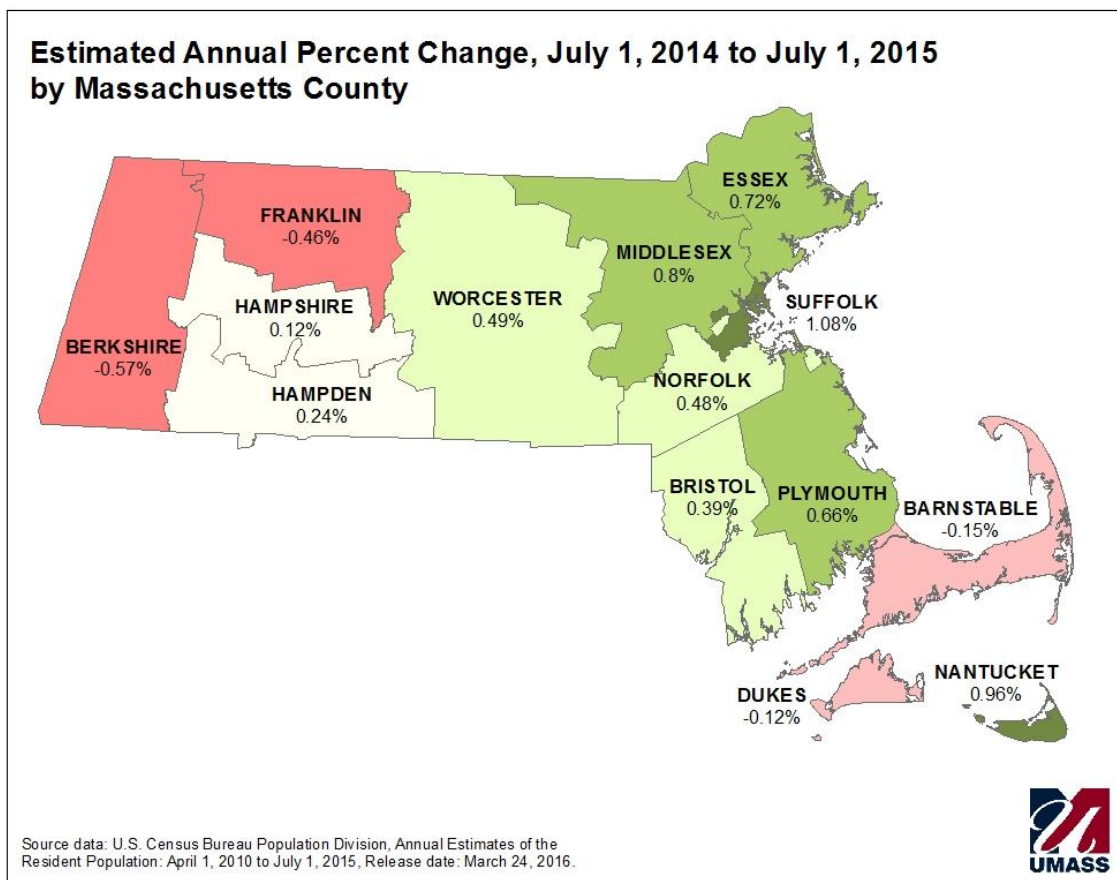 Estimated Annual Percent Change, July 1, 2014 to July 1, 2015
by Massachusetts County
ESSEX
0.72%
FRANKLIN
-0.46%
MIDDLESEX
0.8%
HAMPSHIRE
0.12%
WORCESTER
0.49%
SUFFOLK
1.08%
BERKSHIRE
-0.57%
HAMPDEN
0.24%
NORFOLK
0.48%
BRISTOL
0.39%
PLYMOUTH
0.66%
BARNSTABLE
-0.15%
DUKES
-0.12%
NANTUCKET
0.96%
Source data: U.S. Census Bureau Population Division, Annual Estimates of the
Resident Population: April 1, 2010 to July 1, 2015, Release date: March 24, 2016.
UMASS